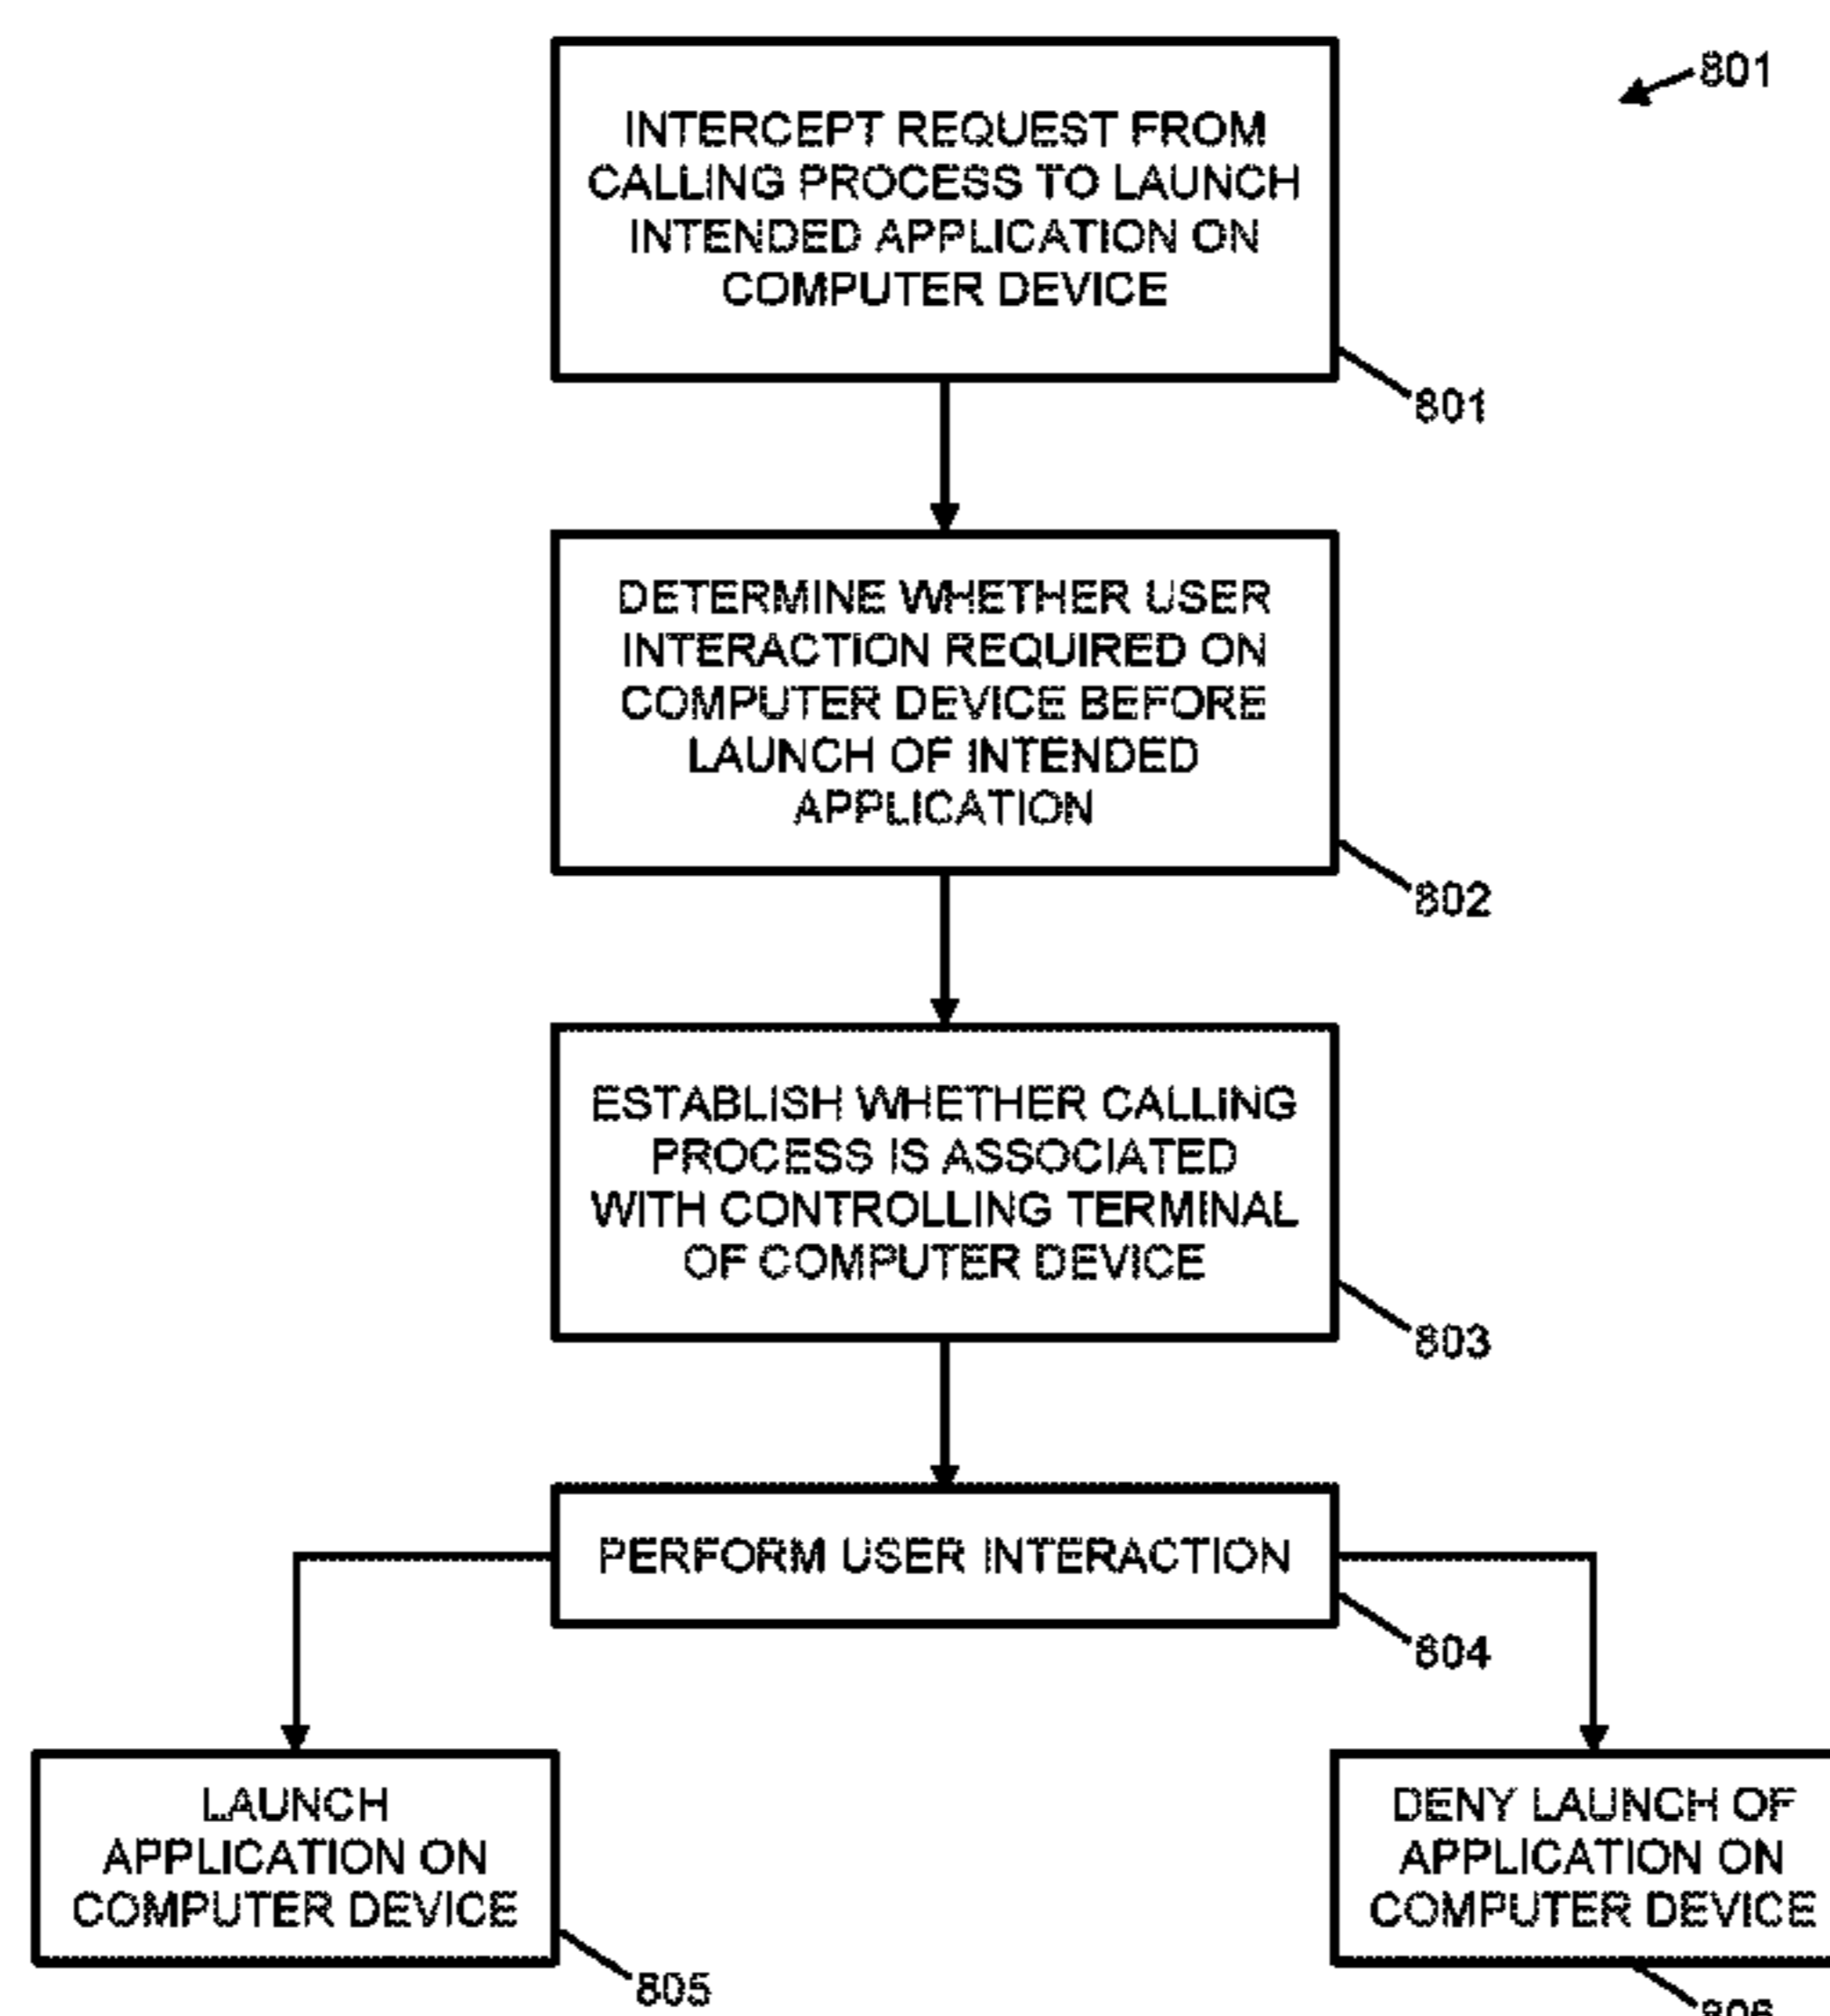 801
INTERCEPT REQUEST FROM
CALLING PROCESS TO LAUNCH
INTENDED APPLICATION ON
COMPUTER DEVICE
801
DETERMINE WHETHER USER
INTERACTION REQUIRED ON
COMPUTER DEVICE BEFORE
LAUNCH OF INTENDED
APPLICATION
802
ESTABLISH WHETHER CALLING
PROCESS IS ASSOCIATED
WITH CONTROLLING TERMINAL
OF COMPUTER DEVICE
803
PERFORM USER INTERACTION
804
LAUNCH
APPLICATION ON
COMPUTER DEVICE
805
DENY LAUNCH OF
APPLICATION ON
COMPUTER DEVICE
806